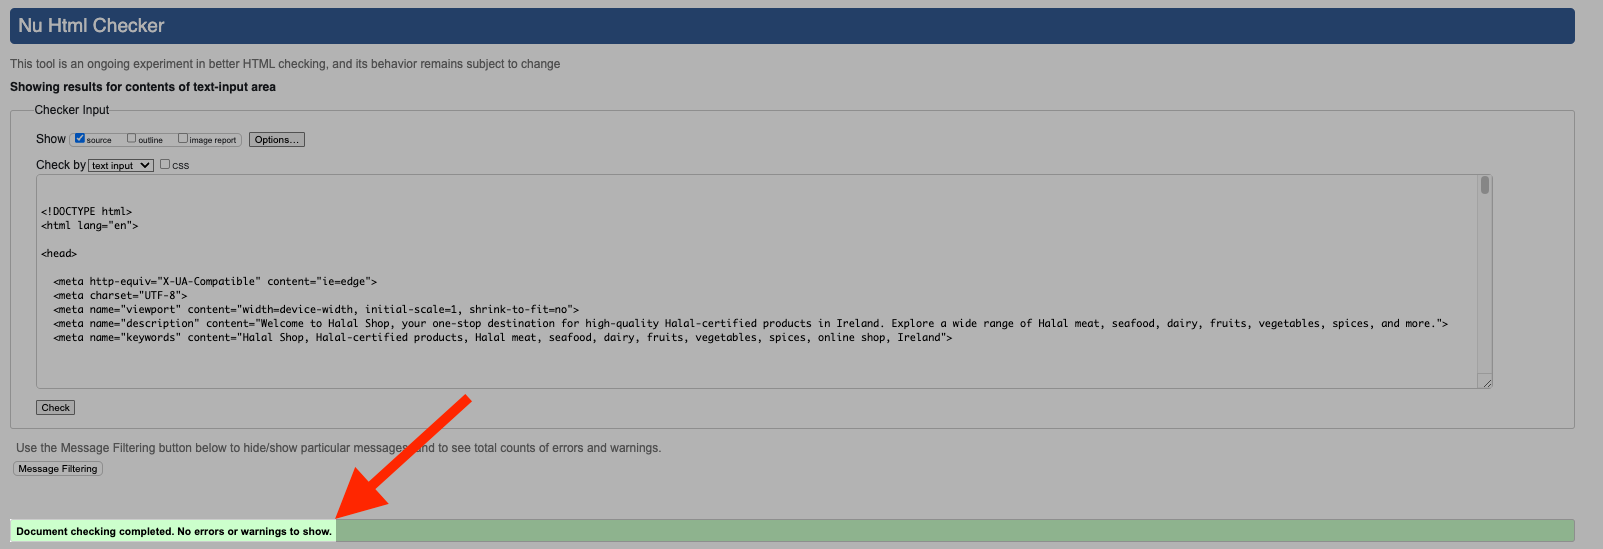 Nu Html Checker
This tool is an ongoing experiment in better HTML checking, and its behavior remains subject to change
Showing results for contents of text-input area
Checker Input
Show source outline image report Options...
Check by text input css
<!DOCTYPE html>
<html lang="en">
<head>
<meta http-equiv="X-UA-Compatible" content="ie=edge">
<meta charset="UTF-8">
<meta name="viewport" content="width=device-width, initial-scale=1, shrink-to-fit=no">
<meta name="description" content="Welcome to Halal Shop, your one-stop destination for high-quality Halal-certified products in Ireland. Explore a wide range of Halal meat, seafood, dairy, fruits, vegetables, spices, and more.">
<meta name="keywords" content="Halal Shop, Halal-certified products, Halal meat, seafood, dairy, fruits, vegetables, spices, online shop, Ireland">
Check
Use the Message Filtering button below to hide/show particular messages, and to see total counts of errors and warnings.
Message Filtering
Document checking completed. No errors or warnings to show.